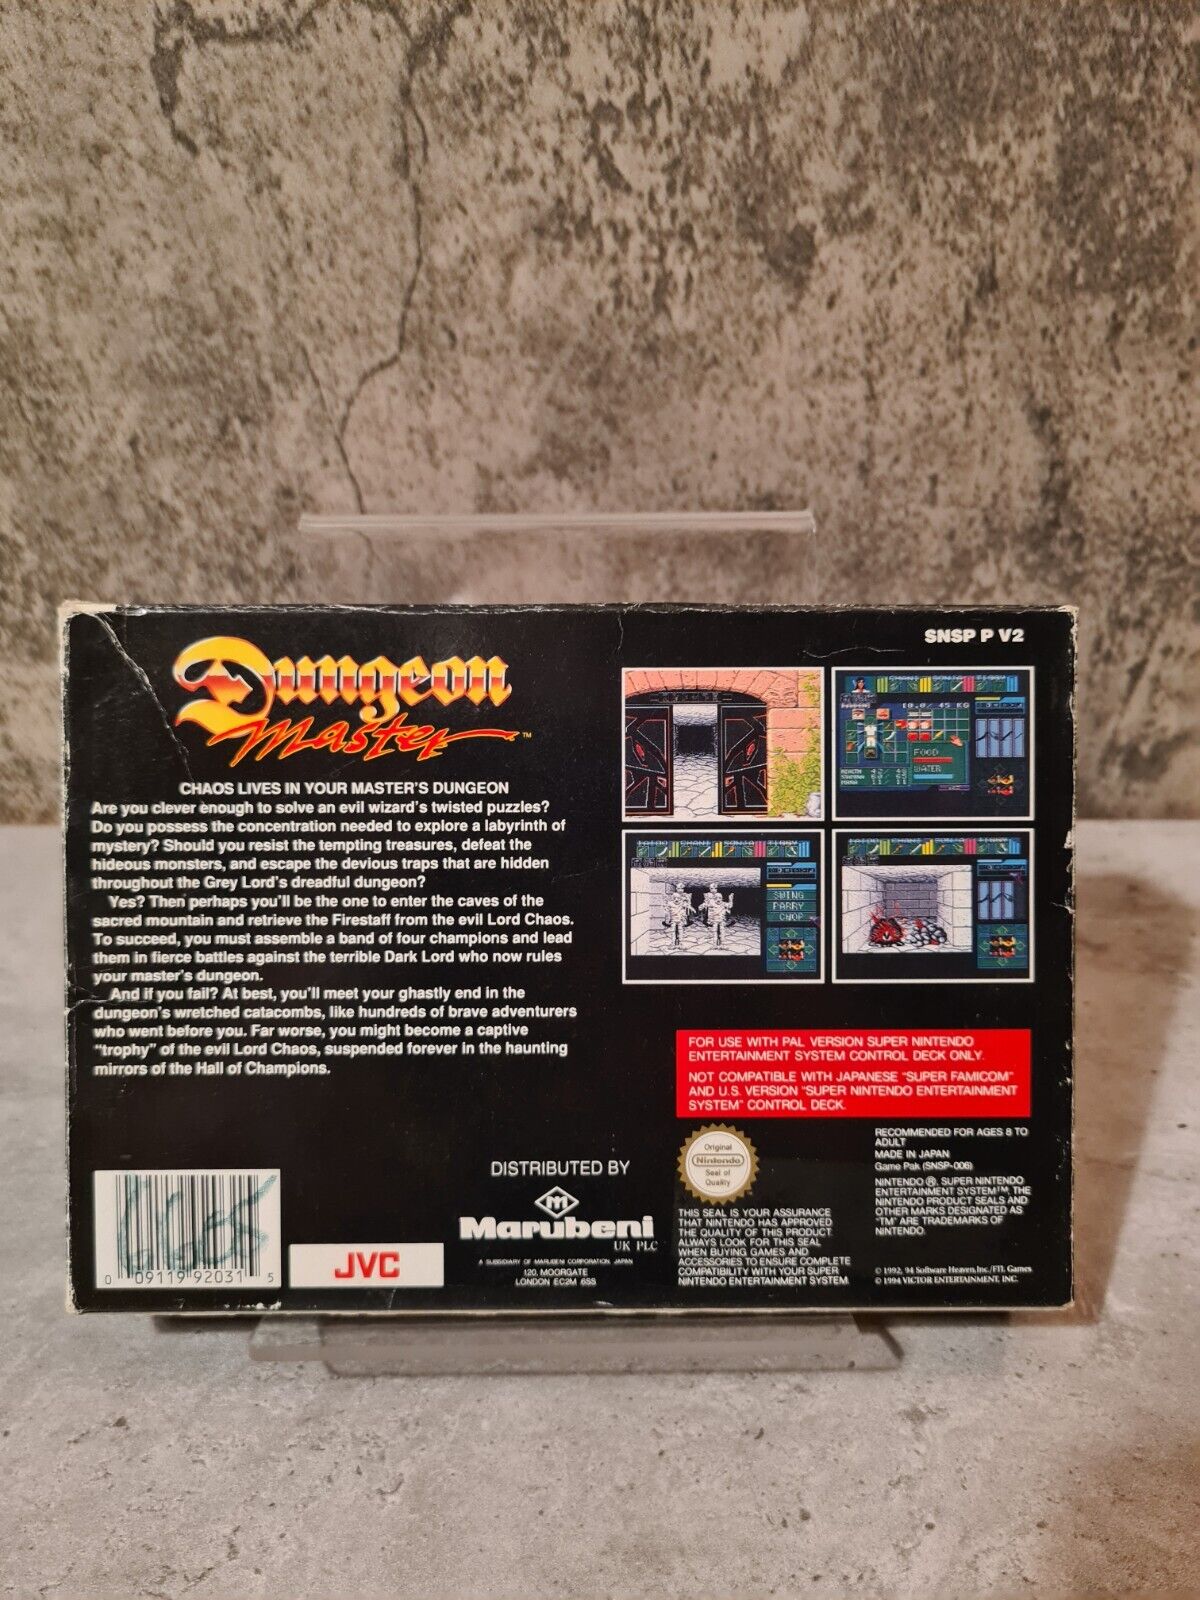 SNSP P V2
Dungeon
Master™
CHAOS LIVES IN YOUR MASTER'S DUNGEON
Are you clever enough to solve an evil wizard's twisted puzzles?
Do you possess the concentration needed to explore a labyrinth of
mystery? Should you resist the tempting treasures, defeat the
hideous monsters, and escape the devious traps that are hidden
throughout the Grey Lord's dreadful dungeon?
Yes? Then perhaps you'll be the one to enter the caves of the
sacred mountain and retrieve the Firestaff from the evil Lord Chaos.
To succeed, you must assemble a band of four champions and lead
them in fierce battles against the terrible Dark Lord who now rules
your master's dungeon.
And if you fail? At best, you'll meet your ghastly end in the
dungeon's wretched catacombs, like hundreds of brave adventurers
who went before you. Far worse, you might become a captive
"trophy" of the evil Lord Chaos, suspended forever in the haunting
mirrors of the Hall of Champions.
FOOD
WATER
SWING
PARRY
CHOP
FOR USE WITH PAL VERSION SUPER NINTENDO
ENTERTAINMENT SYSTEM CONTROL DECK ONLY.
NOT COMPATIBLE WITH JAPANESE "SUPER FAMICOM"
AND U.S. VERSION "SUPER NINTENDO ENTERTAINMENT
SYSTEM" CONTROL DECK.
Original
Nintendo
Seal of
Quality
THIS SEAL IS YOUR ASSURANCE
THAT NINTENDO HAS APPROVED
THE QUALITY OF THIS PRODUCT.
ALWAYS LOOK FOR THIS SEAL
WHEN BUYING GAMES AND
ACCESSORIES TO ENSURE COMPLETE
COMPATIBILITY WITH YOUR SUPER
NINTENDO ENTERTAINMENT SYSTEM.
RECOMMENDED FOR AGES 8 TO
ADULT
MADE IN JAPAN
Game Pak (SNSP-006)
NINTENDO ®, SUPER NINTENDO
ENTERTAINMENT SYSTEM™, THE
NINTENDO PRODUCT SEALS AND
OTHER MARKS DESIGNATED AS
"TM" ARE TRADEMARKS OF
NINTENDO.
© 1992, 94 Software Heaven, Inc./FTL Games
© 1994 VICTOR ENTERTAINMENT, INC.
DISTRIBUTED BY
M
Marubeni
UK PLC
A SUBSIDIARY OF MARUBENI CORPORATION JAPAN
120, MOORGATE
LONDON EC2M 6SS
JVC
0 09119 92031 5